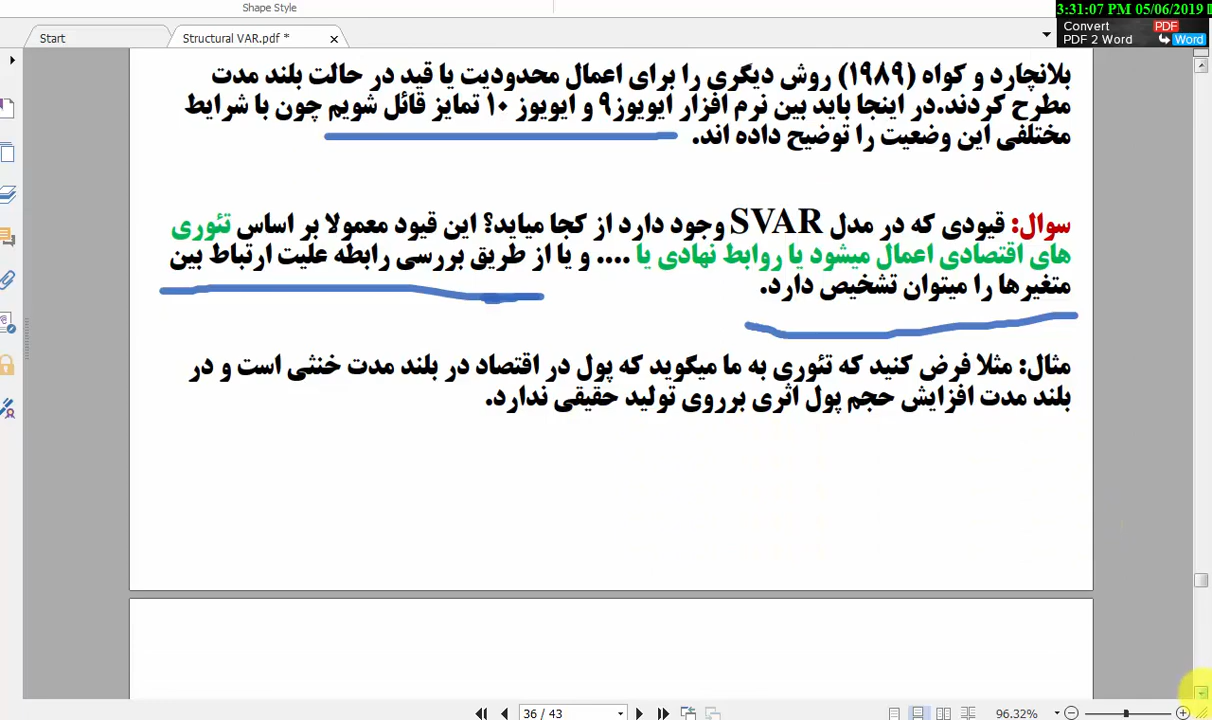 Shape Style
3:31:07 PM 05/06/2019
Convert PDF
PDF 2 Word Word
Start
Structural VAR.pdf *
بلانچارد و کواه (۱۹۸۹) روش دیگری را برای اعمال محدودیت یا قید در حالت بلند مدت
مطرح کردند.در اینجا باید بین نرم افزار ایویوز۹ و ایویوز ۱۰ تمایز قائل شویم چون با شرایط
مختلفی این وضعیت را توضیح داده اند.
سوال: قیودی که در مدل SVAR وجود دارد از کجا میاید؟ این قیود معمولا بر اساس تئوری
های اقتصادی اعمال میشود یا روابط نهادی یا .... و یا از طریق بررسی رابطه علیت ارتباط بین
متغیرها را میتوان تشخیص دارد.
مثال: مثلا فرض کنید که تئوری به ما میگوید که پول در اقتصاد در بلند مدت خنثی است و در
بلند مدت افزایش حجم پول اثری برروی تولید حقیقی ندارد.
36 / 43
96.32%